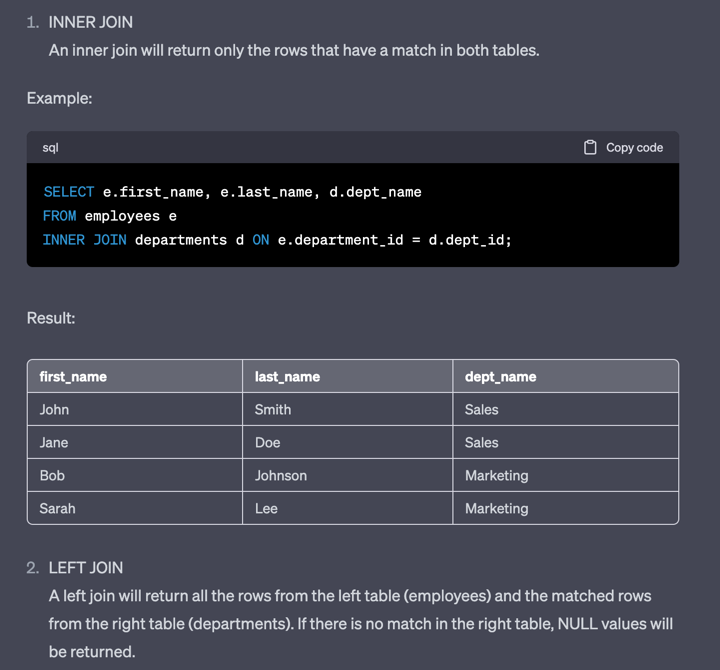 1. INNER JOIN
An inner join will return only the rows that have a match in both tables.
Example:
sql Copy code
SELECT e.first_name, e.last_name, d.dept_name
FROM employees e
INNER JOIN departments d ON e.department_id = d.dept_id;
Result:
first_name last_name dept_name
John Smith Sales
Jane Doe Sales
Bob Johnson Marketing
Sarah Lee Marketing
2. LEFT JOIN
A left join will return all the rows from the left table (employees) and the matched rows
from the right table (departments). If there is no match in the right table, NULL values will
be returned.